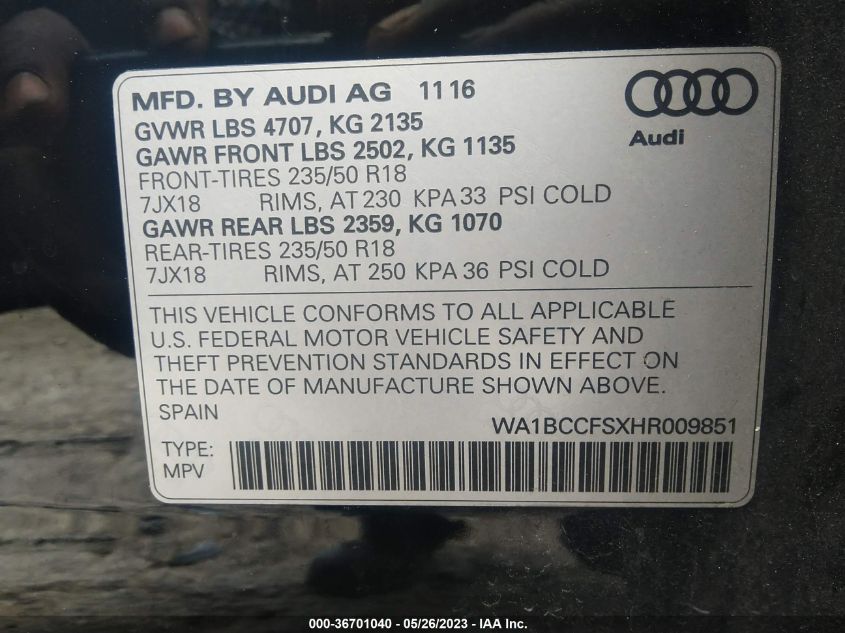 MFD. BY AUDI AG 11 16
Audi
GVWR LBS 4707, KG 2135
GAWR FRONT LBS 2502, KG 1135
FRONT-TIRES 235/50 R18
7JX18 RIMS, AT 230 KPA 33 PSI COLD
GAWR REAR LBS 2359, KG 1070
REAR-TIRES 235/50 R18
7JX18 RIMS, AT 250 KPA 36 PSI COLD
THIS VEHICLE CONFORMS TO ALL APPLICABLE
U.S. FEDERAL MOTOR VEHICLE SAFETY AND
THEFT PREVENTION STANDARDS IN EFFECT ON
THE DATE OF MANUFACTURE SHOWN ABOVE.
SPAIN
WA1BCCFSXHR009851
TYPE:
MPV
000-36701040 - 05/26/2023 - IAA Inc.